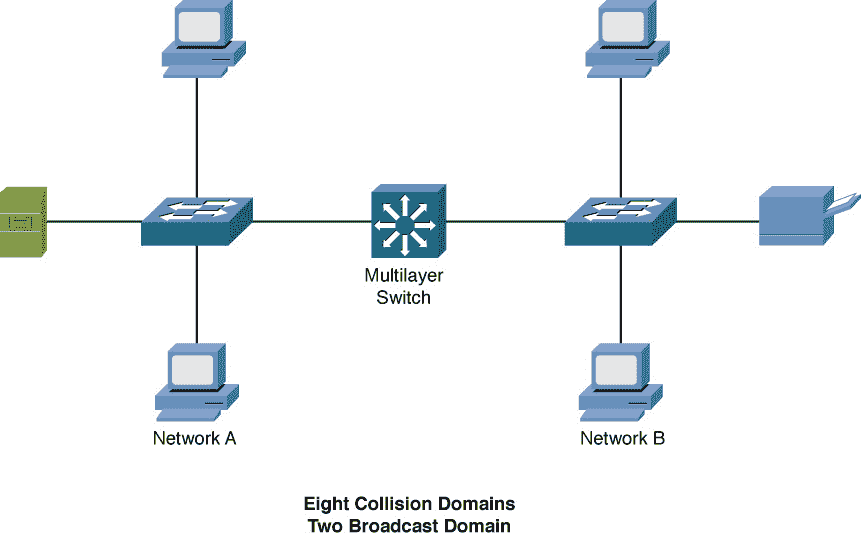 Multilayer
Switch
Network A
Network B
Eight Collision Domains
Two Broadcast Domain